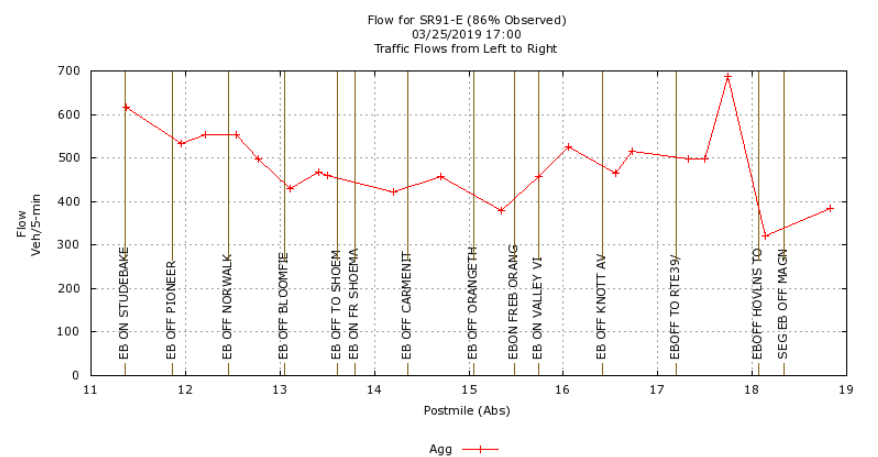 Flow for SR91-E (86% Observed)
03/25/2019 17:00
Traffic Flows from Left to Right
700
600
500
400
300
200
100
0
Flow
Veh/5-min
EB ON STUDEBAKE
EB OFF PIONEER
EB OFF NORWALK
EB OFF BLOOMFIE
EB OFF TO SHOEM
EB ON FR SHOEMA
EB OFF CARMENIT
EB OFF ORANGETH
EBON FREB ORANG
EB ON VALLEY VI
EB OFF KNOTT AV
EBOFF TO RTE39/
EBOFF HOVLNS TO
SEG EB OFF MAGN
11 12 13 14 15 16 17 18 19
Postmile (Abs)
Agg